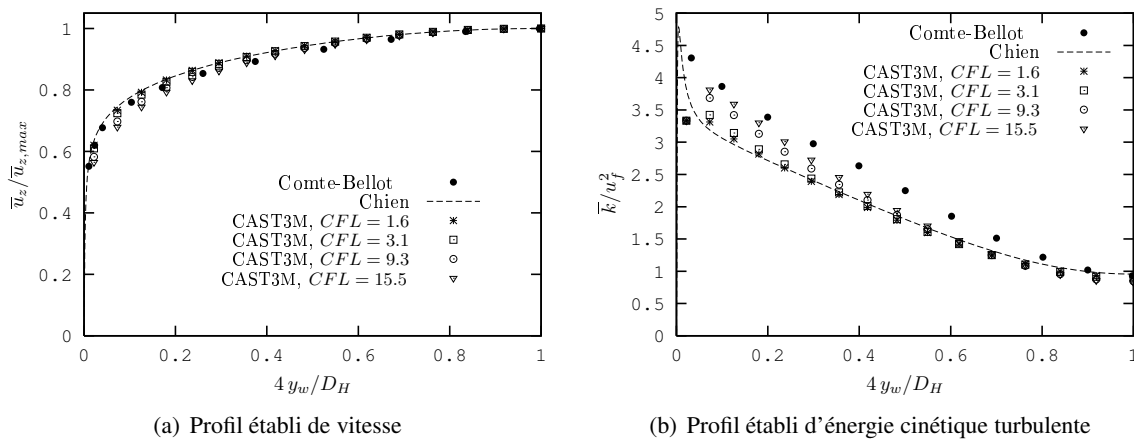 1
0.8
0.6
0.4
0.2
0
u̅_z/u̅_{z,max}
Comte-Bellot
Chien
CAST3M, CFL = 1.6
CAST3M, CFL = 3.1
CAST3M, CFL = 9.3
CAST3M, CFL = 15.5
0 0.2 0.4 0.6 0.8 1
4 y_w/D_H
(a) Profil établi de vitesse
5
4.5
4
3.5
3
2.5
2
1.5
1
0.5
0
k̅/u_f^2
Comte-Bellot
Chien
CAST3M, CFL = 1.6
CAST3M, CFL = 3.1
CAST3M, CFL = 9.3
CAST3M, CFL = 15.5
0 0.2 0.4 0.6 0.8 1
4 y_w/D_H
(b) Profil établi d'énergie cinétique turbulente